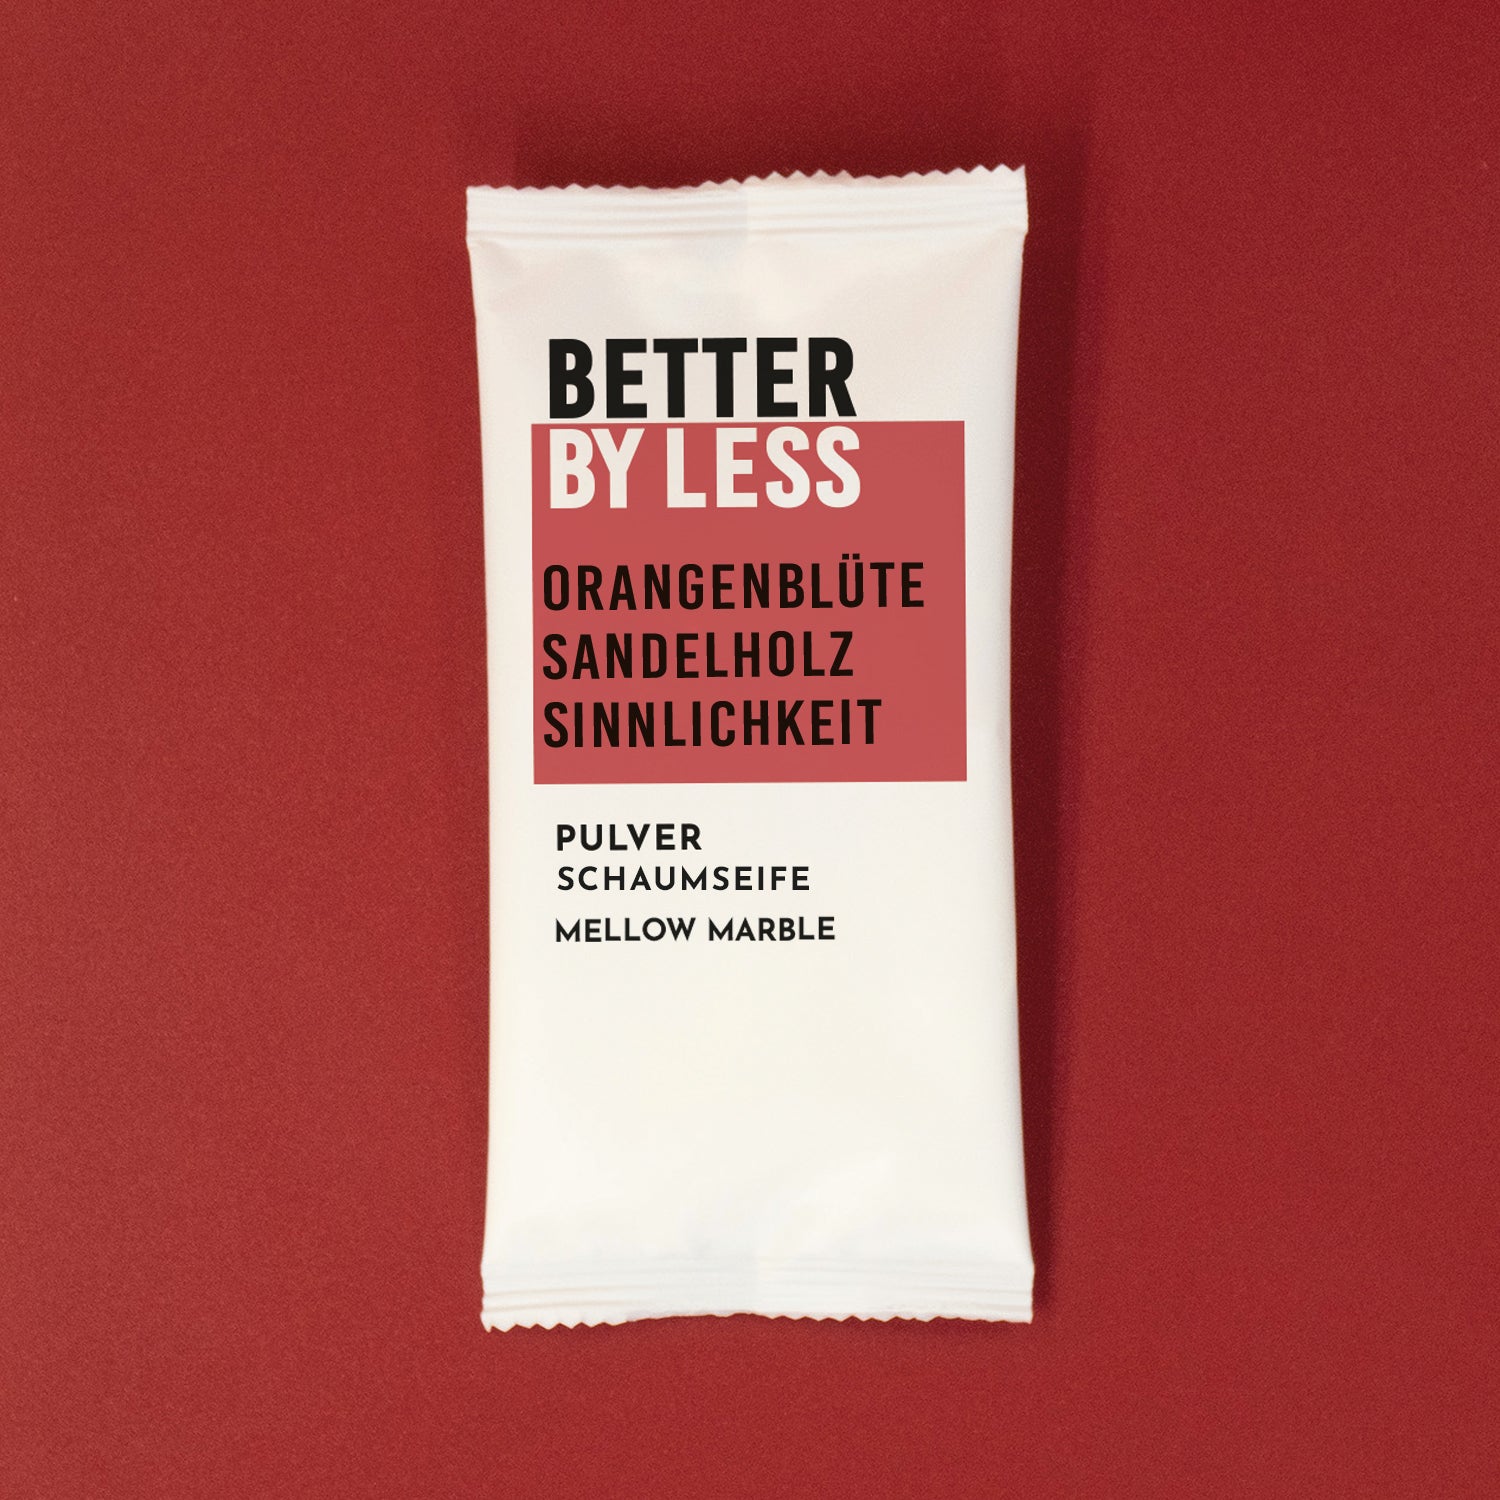 BETTER
BY LESS
ORANGENBLÜTE
SANDELHOLZ
SINNLICHKEIT
PULVER
SCHAUMSEIFE
MELLOW MARBLE